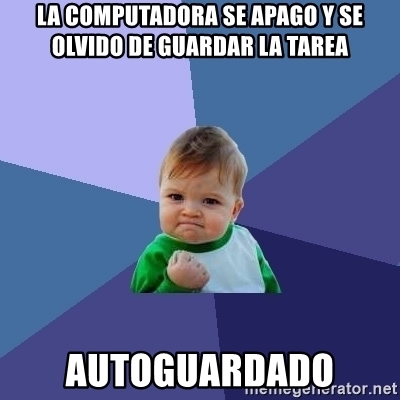 LA COMPUTADORA SE APAGO Y SE
OLVIDO DE GUARDAR LA TAREA
AUTOGUARDADO
memegenerator.net